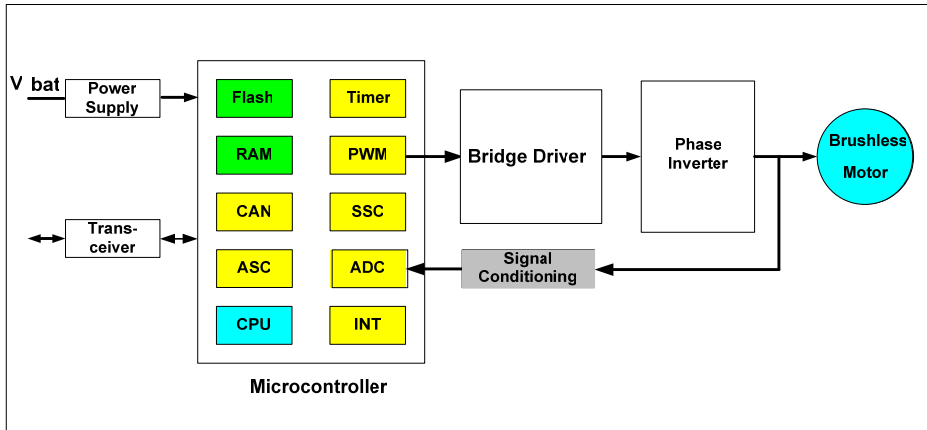 V bat
Power
Supply
Trans-
ceiver
Flash
Timer
RAM
PWM
CAN
SSC
ASC
ADC
CPU
INT
Microcontroller
Bridge Driver
Phase
Inverter
Brushless
Motor
Signal
Conditioning